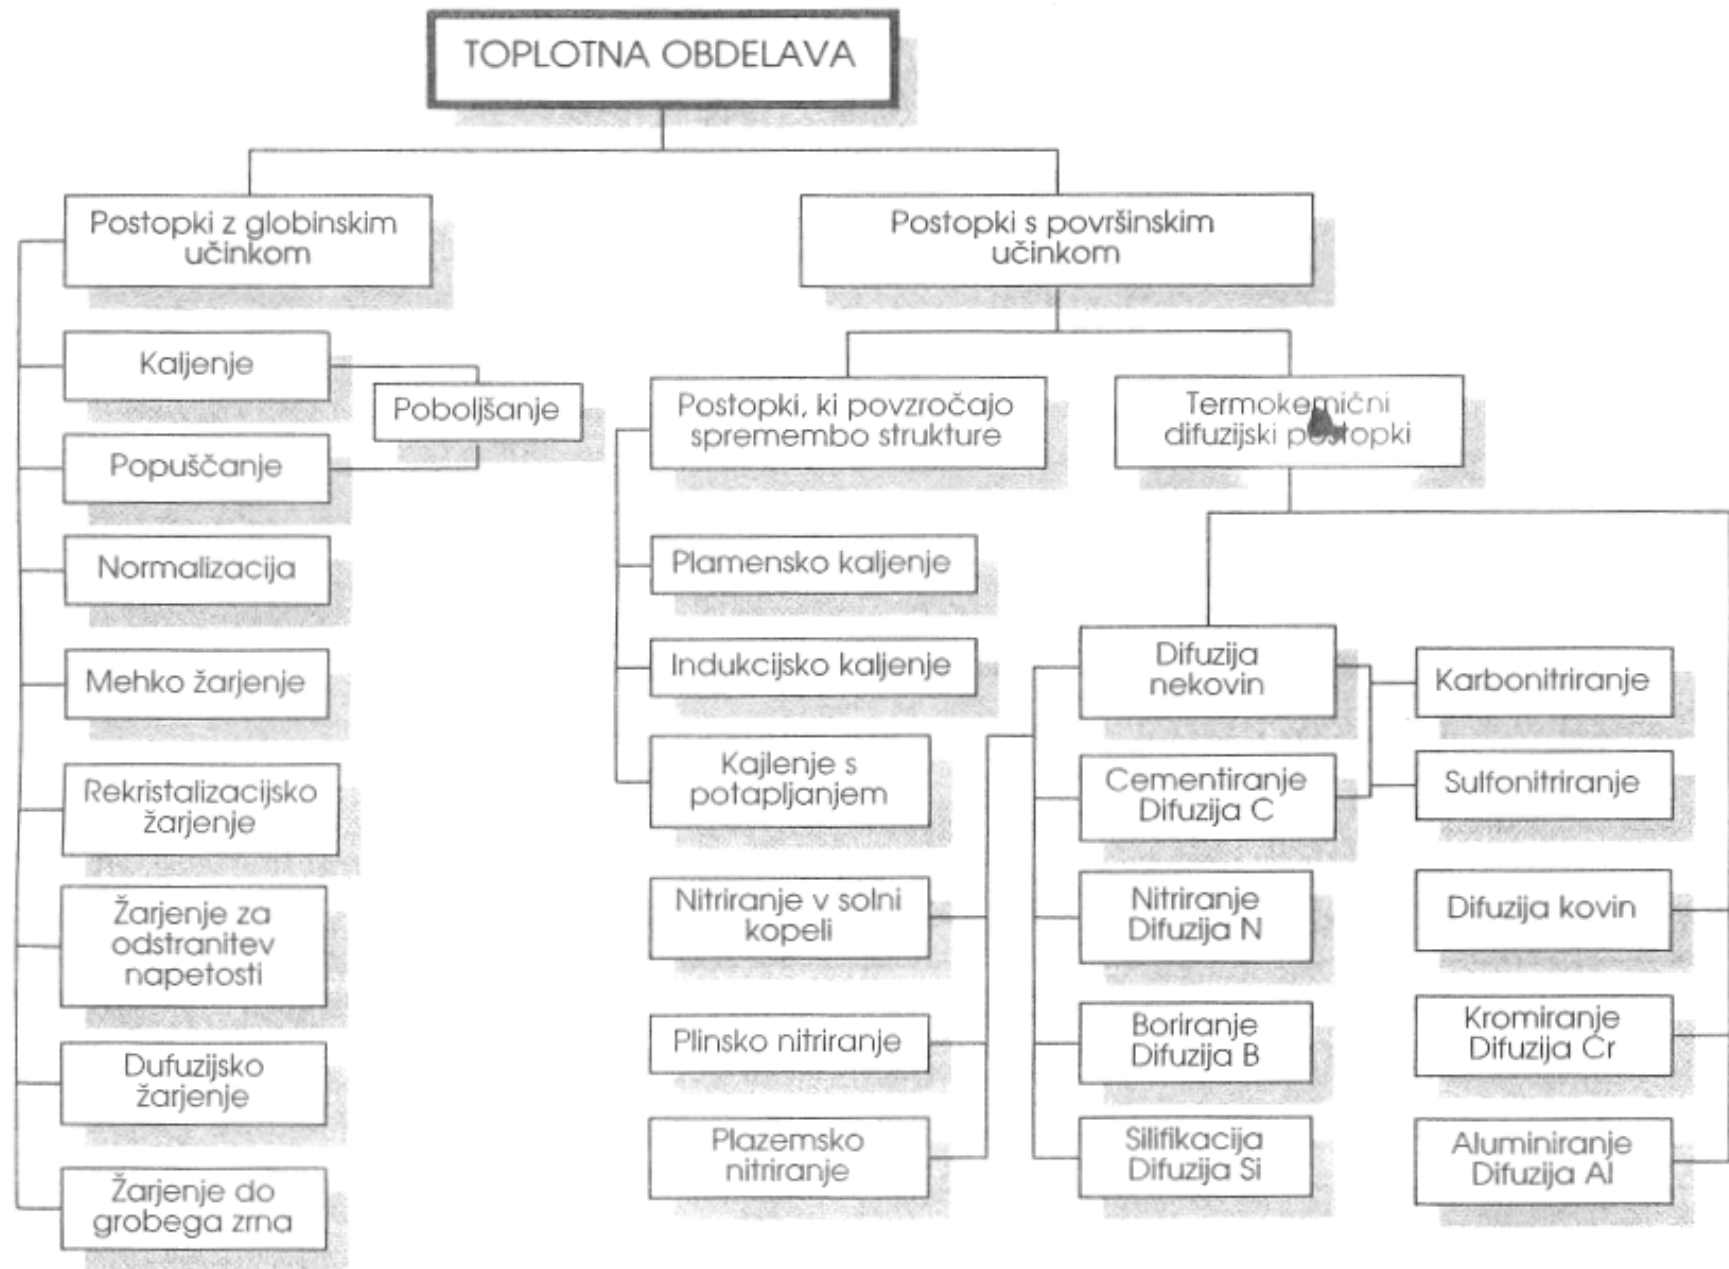 TOPLOTNA OBDELAVA
Postopki z globinskim
učinkom
Kaljenje
Popuščanje
Poboljšanje
Normalizacija
Mehko žarjenje
Rekristalizacijsko
žarjenje
Žarjenje za
odstranitev
napetosti
Dufuzijsko
žarjenje
Žarjenje do
grobega zrna
Postopki s površinskim
učinkom
Postopki, ki povzročajo
spremembo strukture
Plamensko kaljenje
Indukcijsko kaljenje
Kajlenje s
potapljanjem
Termokemični
difuzijski postopki
Difuzija
nekovin
Karbonitriranje
Sulfonitriranje
Cementiranje
Difuzija C
Nitriranje
Difuzija N
Boriranje
Difuzija B
Silifikacija
Difuzija Si
Nitriranje v solni
kopeli
Plinsko nitriranje
Plazemsko
nitriranje
Difuzija kovin
Kromiranje
Difuzija Cr
Aluminiranje
Difuzija Al